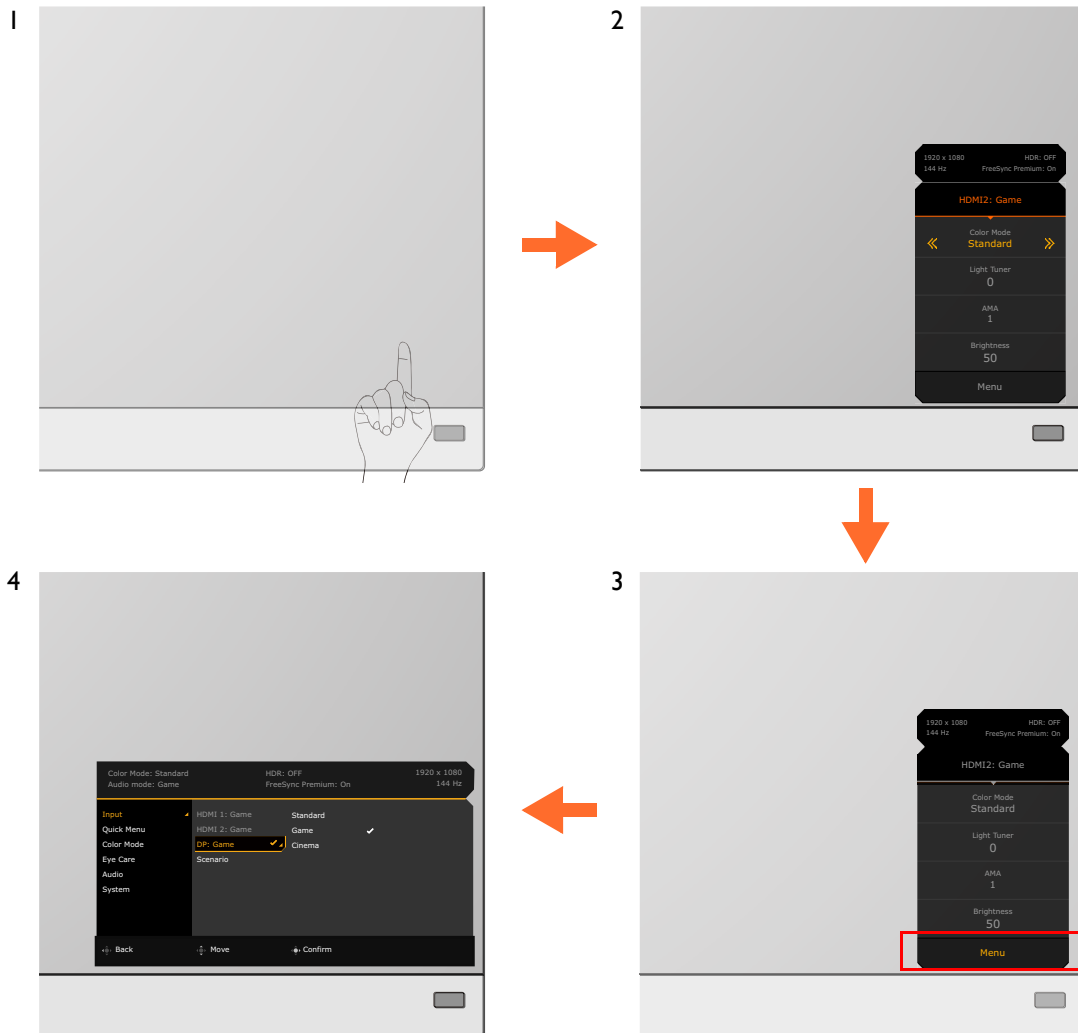 1
2
1920 x 1080 HDR: OFF
144 Hz FreeSync Premium: On
HDMI2: Game
Color Mode
Standard
Light Tuner
0
AMA
1
Brightness
50
Menu
3
1920 x 1080 HDR: OFF
144 Hz FreeSync Premium: On
HDMI2: Game
Color Mode
Standard
Light Tuner
0
AMA
1
Brightness
50
Menu
4
Color Mode: Standard HDR: OFF 1920 x 1080
Audio mode: Game FreeSync Premium: On 144 Hz
Input HDMI 1: Game Standard
Quick Menu HDMI 2: Game Game
Color Mode DP: Game Cinema
Eye Care Scenario
Audio
System
Back Move Confirm